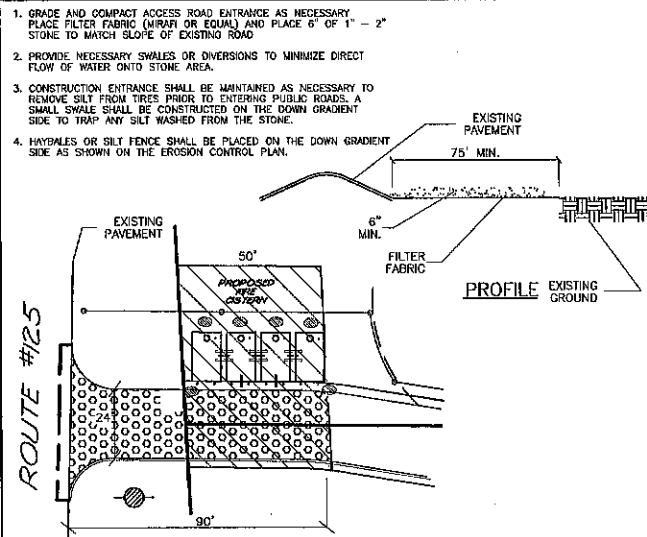 1. GRADE AND COMPACT ACCESS ROAD ENTRANCE AS NECESSARY
PLACE FILTER FABRIC (MIRAFI OR EQUAL) AND PLACE 6" OF 1" – 2"
STONE TO MATCH SLOPE OF EXISTING ROAD
2. PROVIDE NECESSARY SWALES OR DIVERSIONS TO MINIMIZE DIRECT
FLOW OF WATER ONTO STONE AREA.
3. CONSTRUCTION ENTRANCE SHALL BE MAINTAINED AS NECESSARY TO
REMOVE SILT FROM TIRES PRIOR TO ENTERING PUBLIC ROADS. A
SMALL SWALE SHALL BE CONSTRUCTED ON THE DOWN GRADIENT
SIDE TO TRAP ANY SILT WASHED FROM THE STONE.
4. HAYBALES OR SILT FENCE SHALL BE PLACED ON THE DOWN GRADIENT
SIDE AS SHOWN ON THE EROSION CONTROL PLAN.
EXISTING
PAVEMENT
75' MIN.
6"
MIN.
FILTER
FABRIC
PROFILE
EXISTING
GROUND
EXISTING
PAVEMENT
50'
PROPOSED
FIRE
CISTERN
ROUTE #125
24'
90'